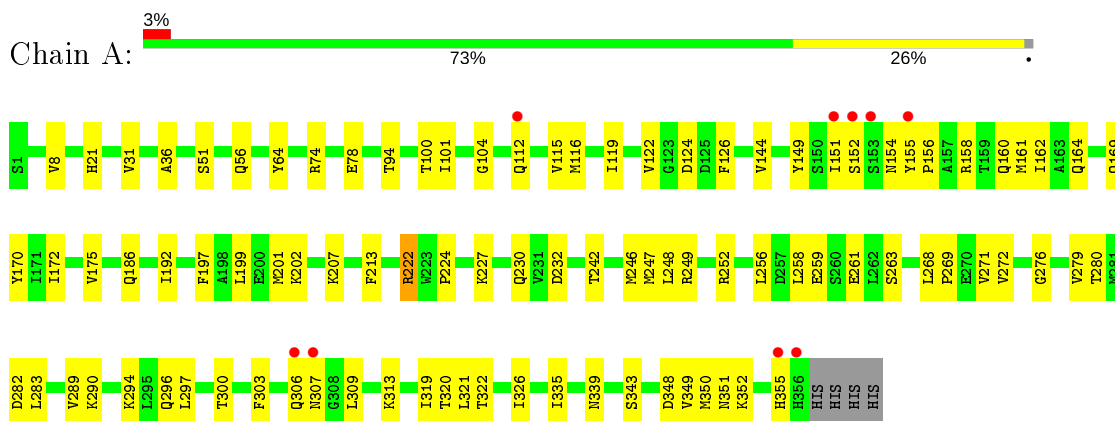 3%
Chain A:
73% 26%
S1 V8 H21 V31 A36 S51 Q56 Y64 R74 E78 T94 T100 I101 G104 Q112 V115 M116 I119 V122 G123 D124 D125 F126 V144 Y149 S150 I151 S152 S153 N154 Y155 P156 A157 R158 T159 Q160 M161 I162 A163 Q164 Q169
Y170 I171 I172 V175 Q186 I192 F197 A198 L199 E200 M201 K202 K207 F213 R222 W223 P224 K227 Q230 V231 D232 T242 M246 M247 L248 R249 R252 L256 D257 L258 E259 S260 E261 L262 S263 L268 P269 E270 V271 V272 G276 V279 T280 M281
D282 L283 V289 K290 K294 L295 Q296 L297 T300 F303 Q306 N307 G308 L309 K313 I319 T320 L321 T322 I326 I335 N339 S343 D348 V349 M350 N351 K352 H355 H356 HIS HIS HIS HIS